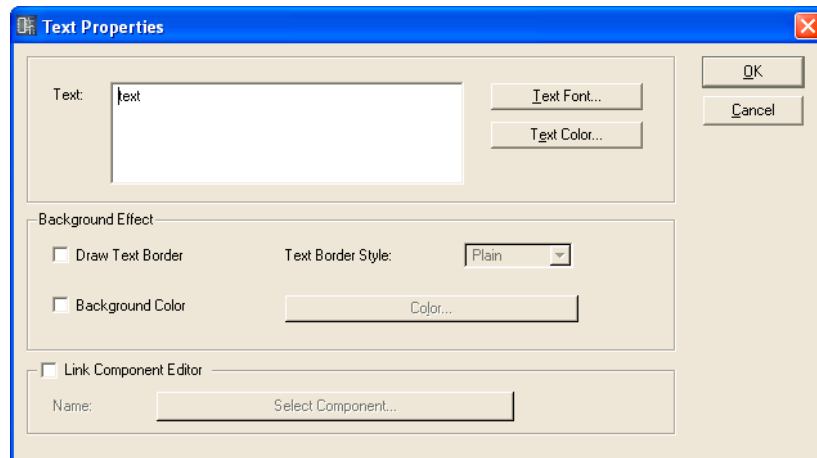 Text Properties
OK
Text:
text
Text Font...
Cancel
Text Color...
Background Effect
Draw Text Border
Text Border Style:
Plain
Background Color
Color...
Link Component Editor
Name:
Select Component...